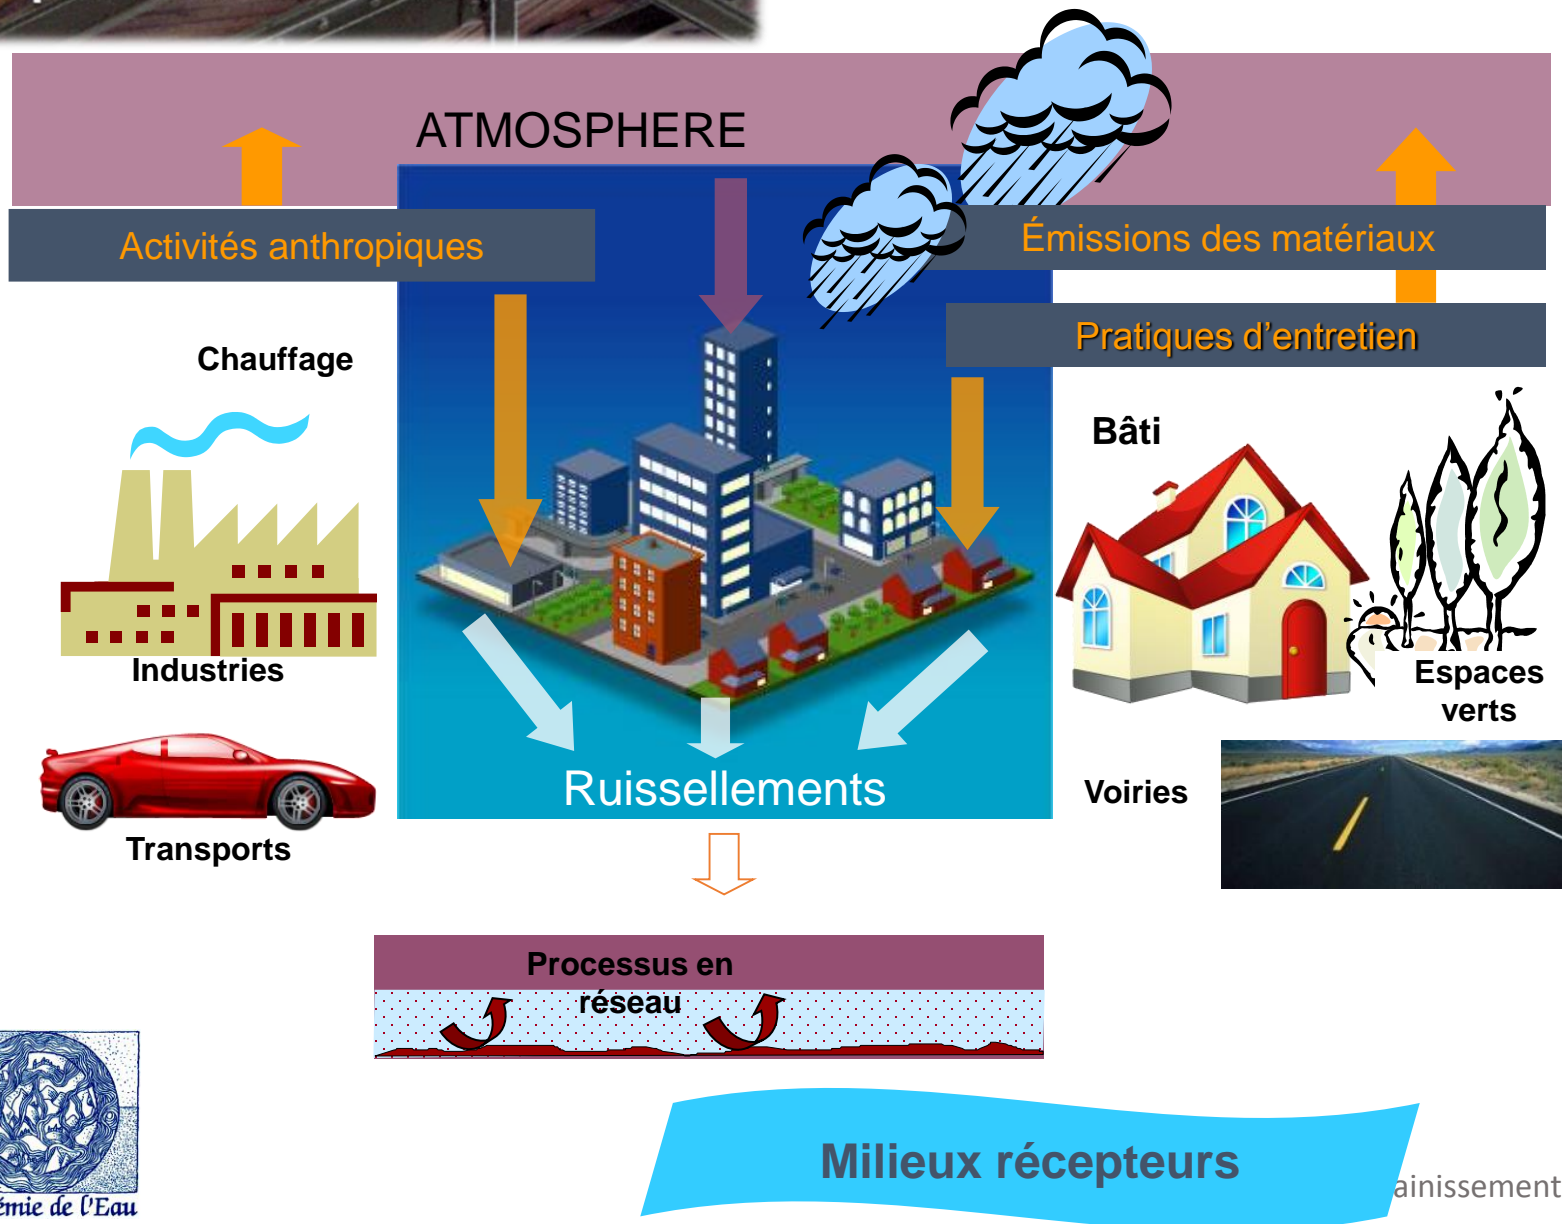 ATMOSPHERE
Activités anthropiques
Émissions des matériaux
Pratiques d'entretien
Chauffage
Bâti
Industries
Espaces
verts
Ruissellements
Voiries
Transports
Processus en
réseau
Milieux récepteurs
émie de l'Eau
ainissement